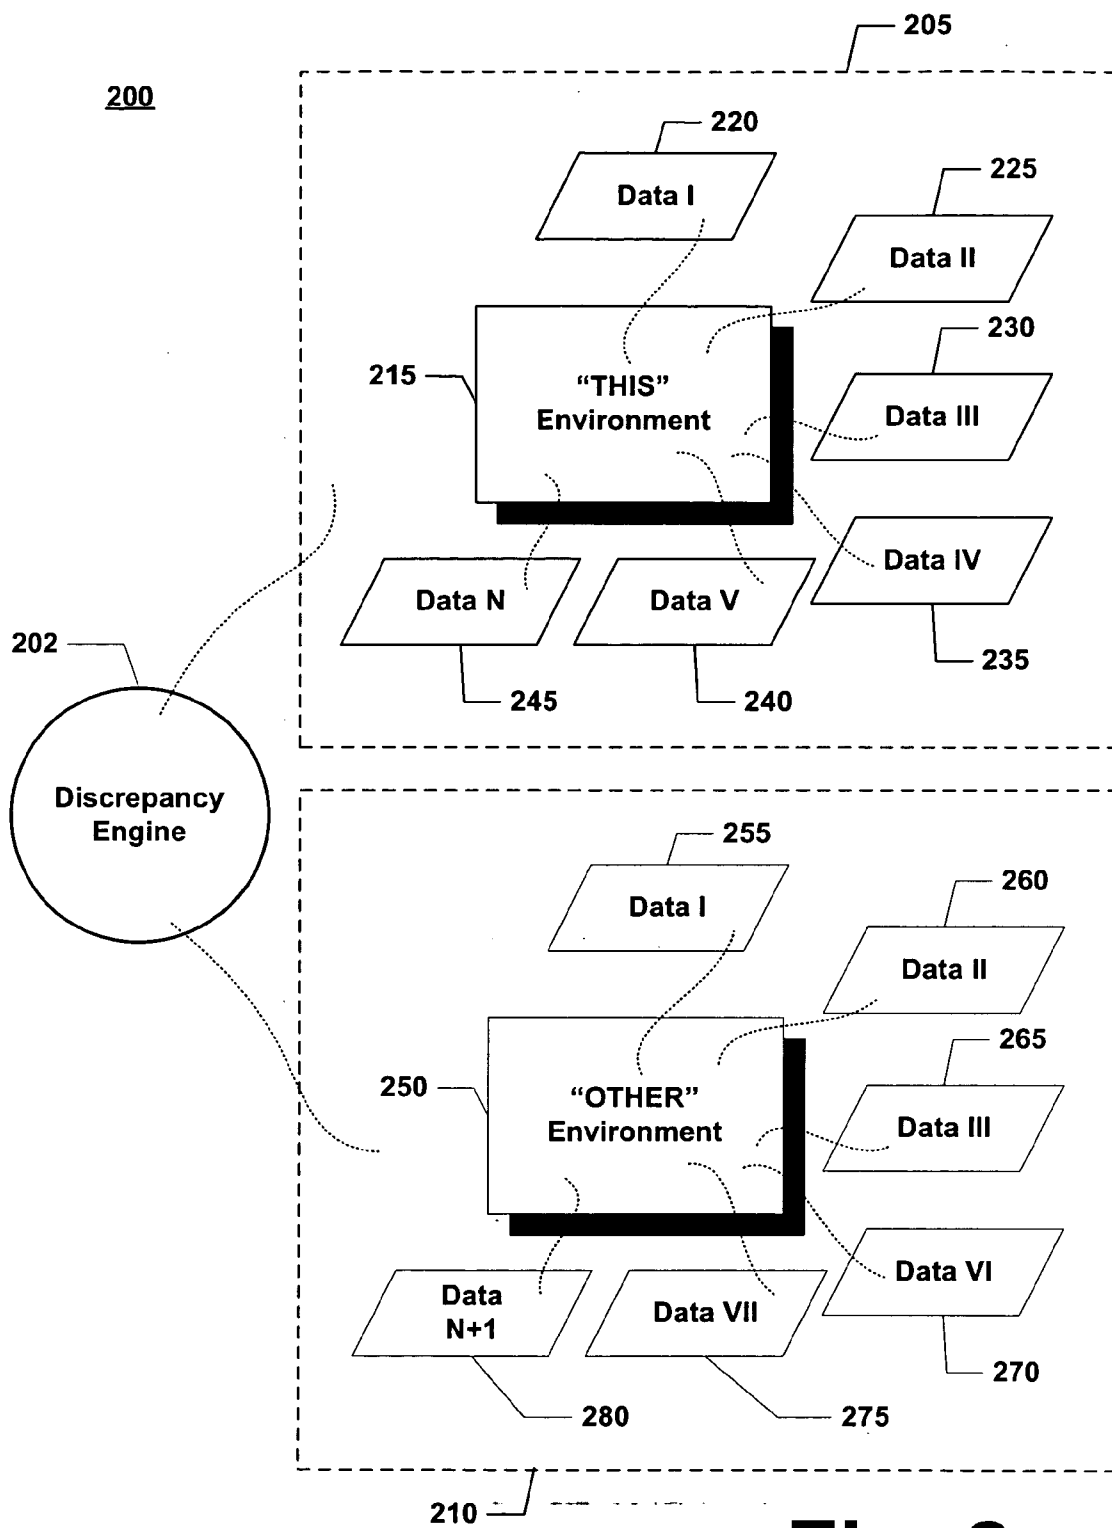 205
200
220
Data I
225
Data II
230
215
"THIS"
Environment
Data III
Data IV
Data N
Data V
202
235
245
240
Discrepancy
Engine
255
Data I
260
Data II
265
250
"OTHER"
Environment
Data III
Data VI
Data
N+1
Data VII
270
280
275
210